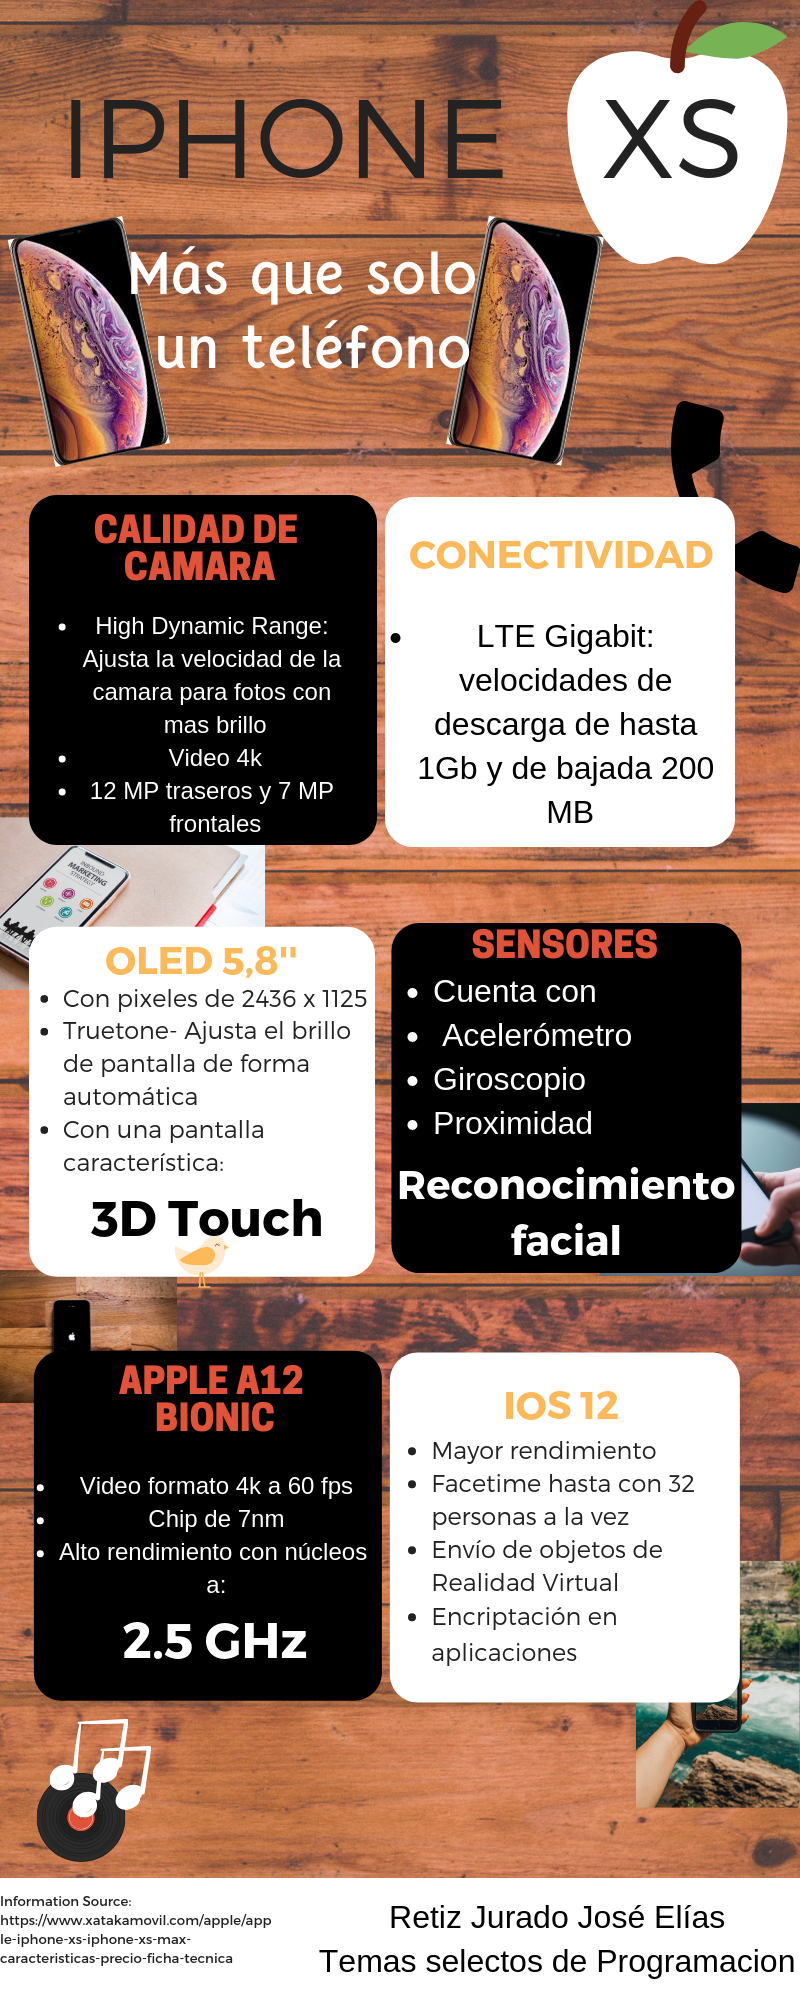 IPHONE XS
Más que solo
un teléfono
CALIDAD DE
CAMARA
High Dynamic Range:
Ajusta la velocidad de la
camara para fotos con
mas brillo
Video 4k
12 MP traseros y 7 MP
frontales
CONECTIVIDAD
LTE Gigabit:
velocidades de
descarga de hasta
1Gb y de bajada 200
MB
INBOUND
MARKETING
STRATEGY
OLED 5,8"
Con pixeles de 2436 x 1125
Truetone- Ajusta el brillo
de pantalla de forma
automática
Con una pantalla
característica:
3D Touch
SENSORES
Cuenta con
Acelerómetro
Giroscopio
Proximidad
Reconocimiento
facial
APPLE A12
BIONIC
Video formato 4k a 60 fps
Chip de 7nm
Alto rendimiento con núcleos
a:
2.5 GHz
IOS 12
Mayor rendimiento
Facetime hasta con 32
personas a la vez
Envío de objetos de
Realidad Virtual
Encriptación en
aplicaciones
Information Source:
https://www.xatakamovil.com/apple/app
le-iphone-xs-iphone-xs-max-
caracteristicas-precio-ficha-tecnica
Retiz Jurado José Elías
Temas selectos de Programacion